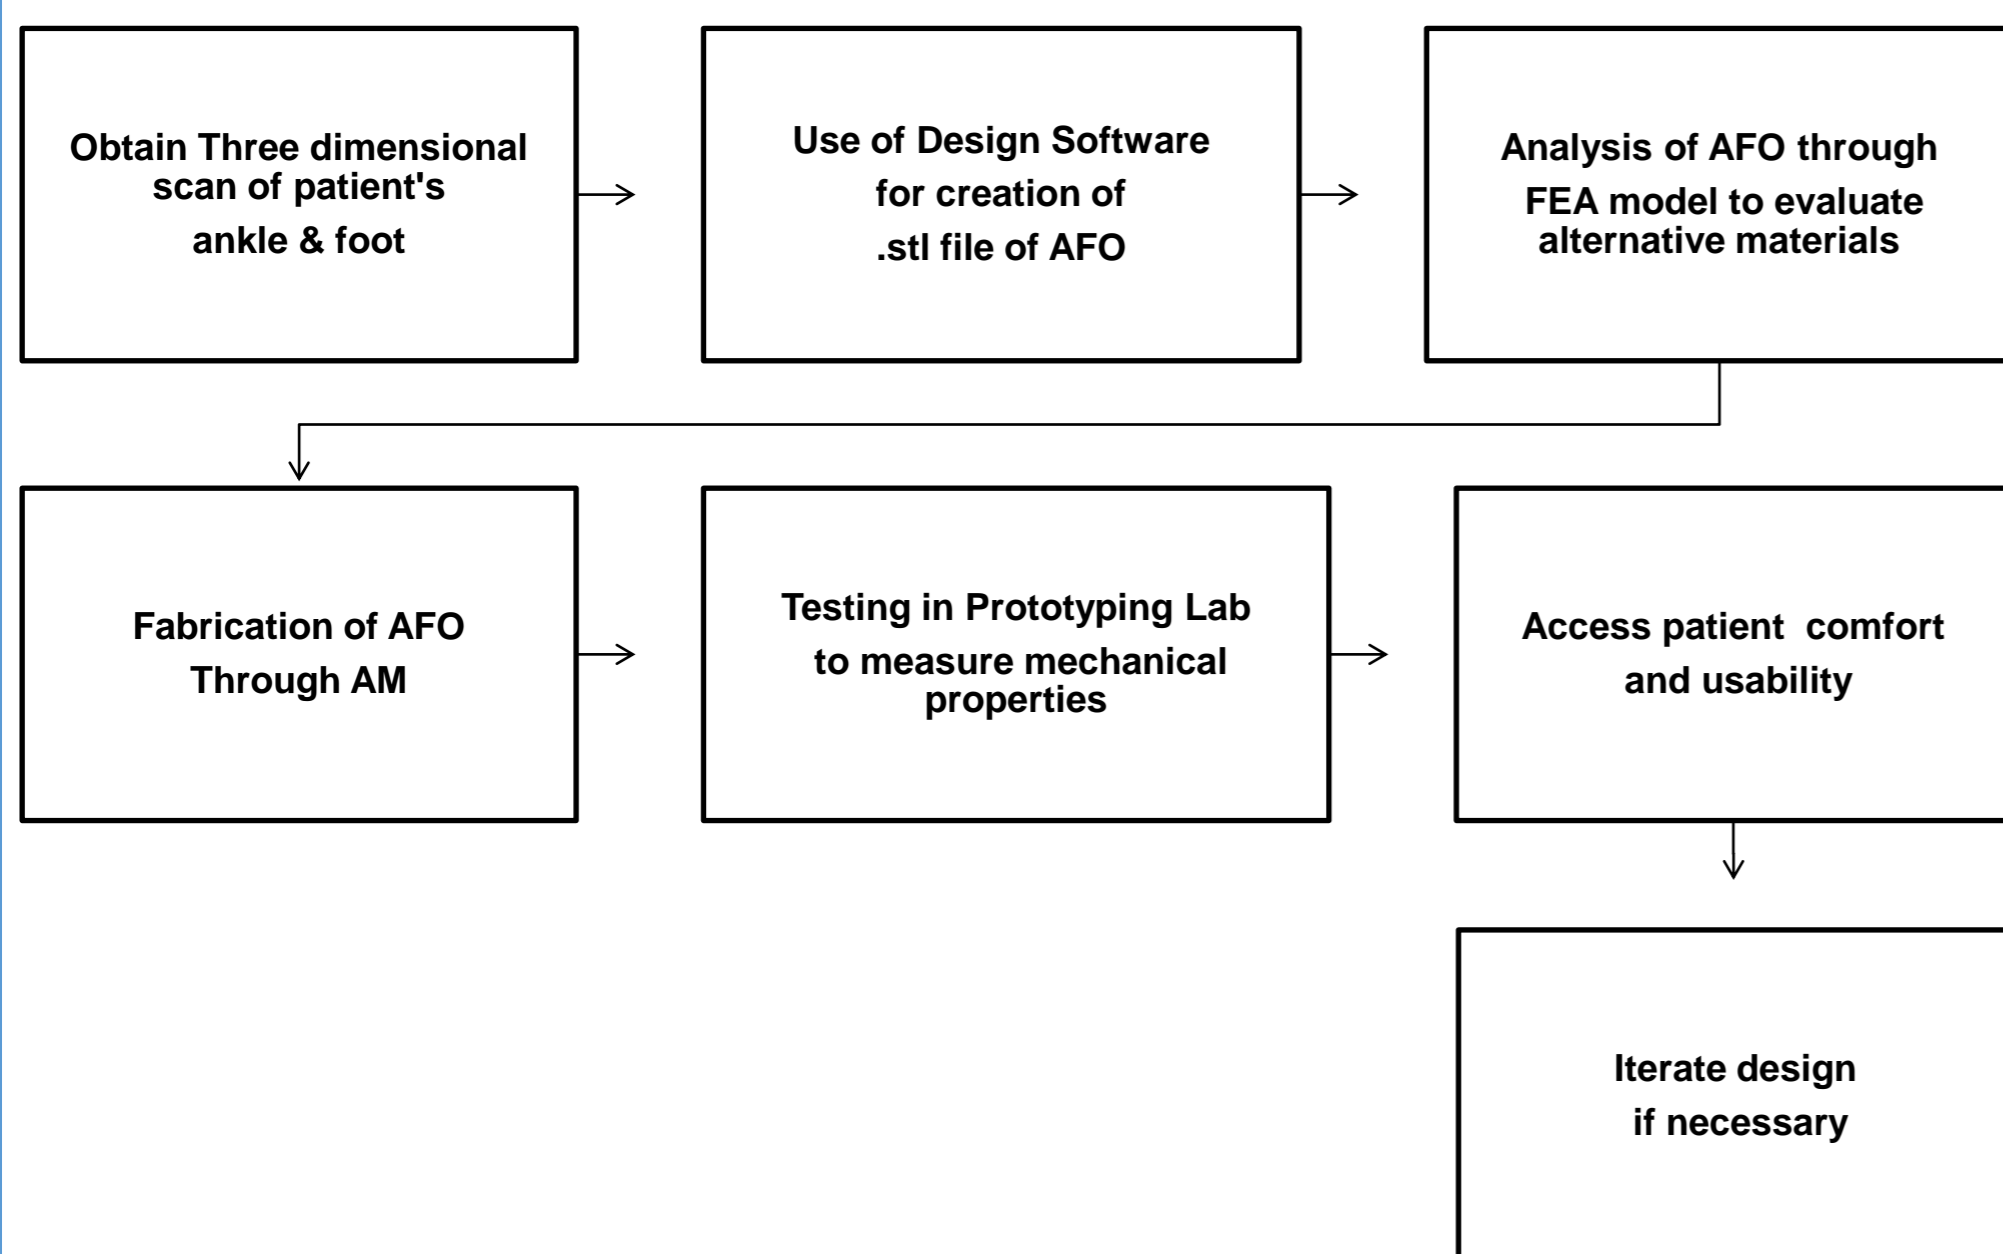 Obtain Three dimensional
scan of patient's
ankle & foot
Use of Design Software
for creation of
.stl file of AFO
Analysis of AFO through
FEA model to evaluate
alternative materials
Fabrication of AFO
Through AM
Testing in Prototyping Lab
to measure mechanical
properties
Access patient  comfort
and usability
Iterate design
if necessary